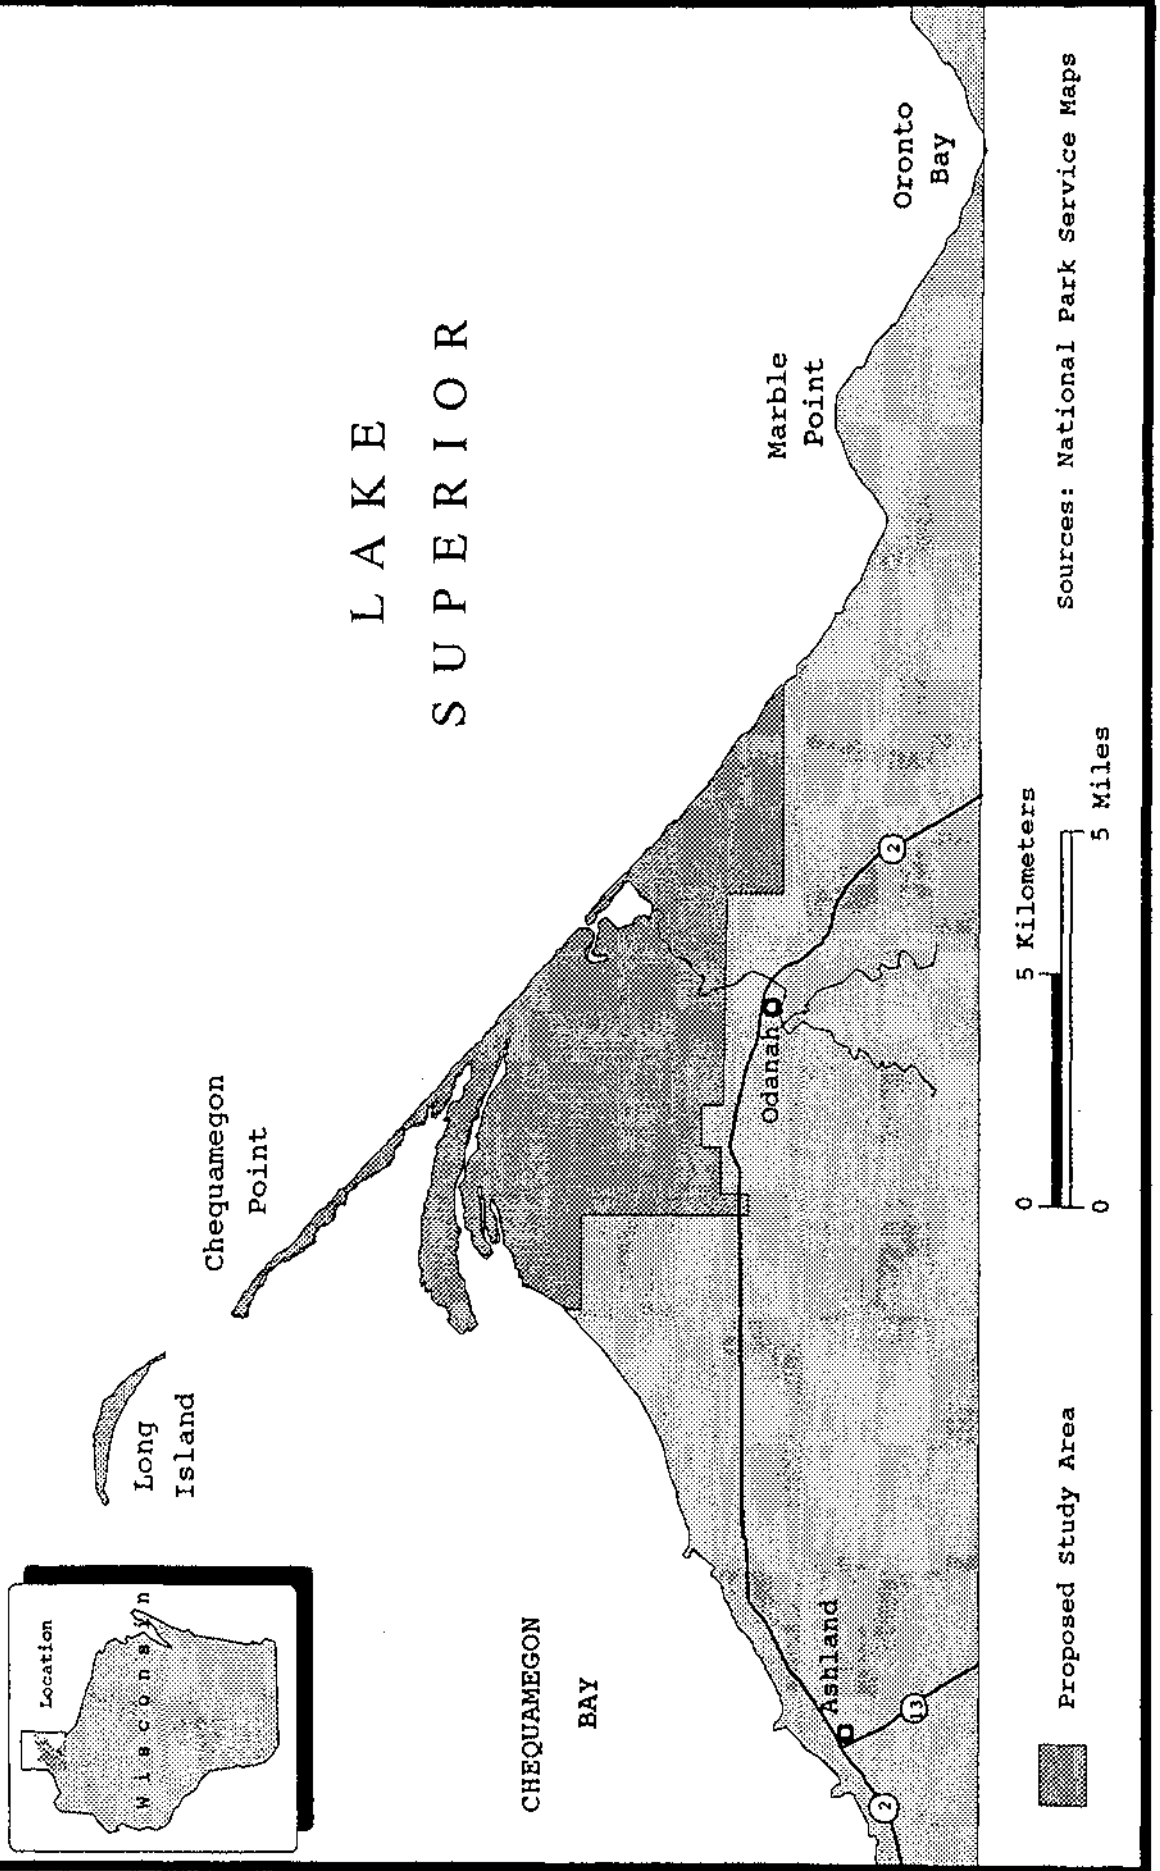 Location
Wisconsin
Long
Island
Chequamegon
Point
LAKE
SUPERIOR
CHEQUAMEGON
BAY
Marble
Point
Oronto
Bay
Odanah
Ashland
2
13
2
Proposed Study Area
0
5 Kilometers
0
5 Miles
Sources: National Park Service Maps